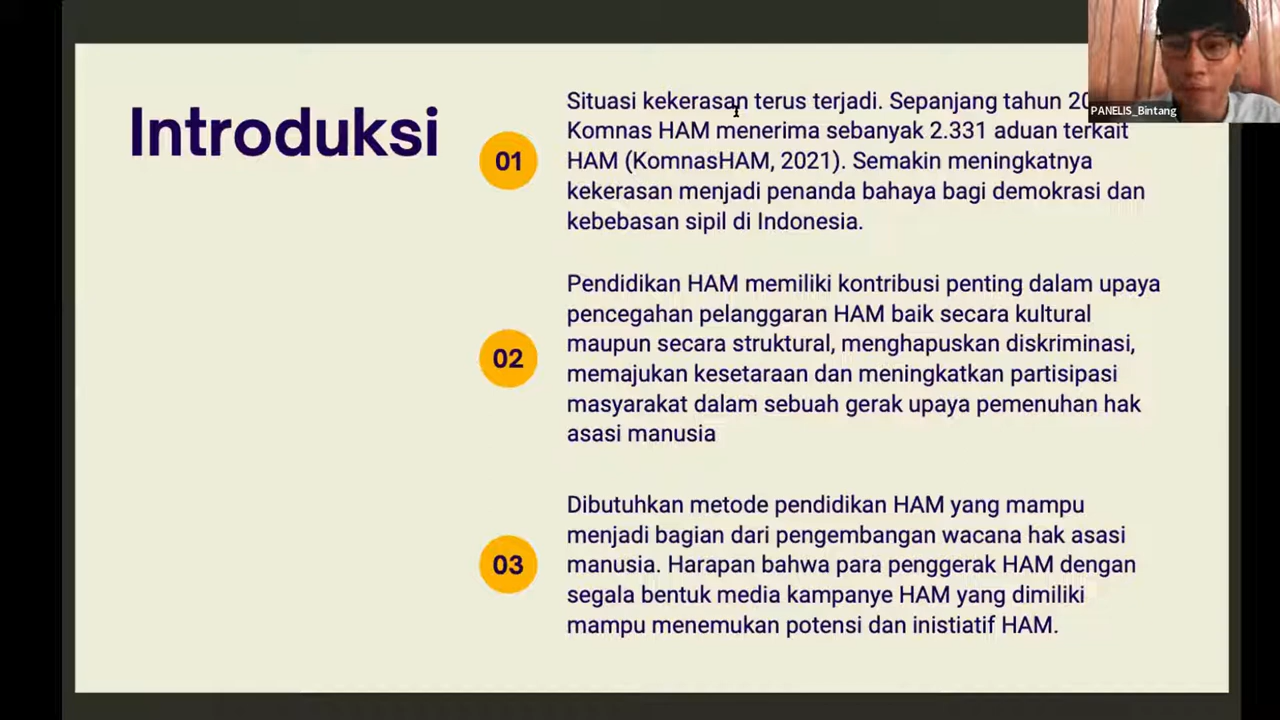 Introduksi
01
Situasi kekerasan terus terjadi. Sepanjang tahun
Komnas HAM menerima sebanyak 2.331 aduan terkait
HAM (KomnasHAM, 2021). Semakin meningkatnya
kekerasan menjadi penanda bahaya bagi demokrasi dan
kebebasan sipil di Indonesia.
02
Pendidikan HAM memiliki kontribusi penting dalam upaya
pencegahan pelanggaran HAM baik secara kultural
maupun secara struktural, menghapuskan diskriminasi,
memajukan kesetaraan dan meningkatkan partisipasi
masyarakat dalam sebuah gerak upaya pemenuhan hak
asasi manusia
03
Dibutuhkan metode pendidikan HAM yang mampu
menjadi bagian dari pengembangan wacana hak asasi
manusia. Harapan bahwa para penggerak HAM dengan
segala bentuk media kampanye HAM yang dimiliki
mampu menemukan potensi dan inistiatif HAM.
PANELIS_Bintang